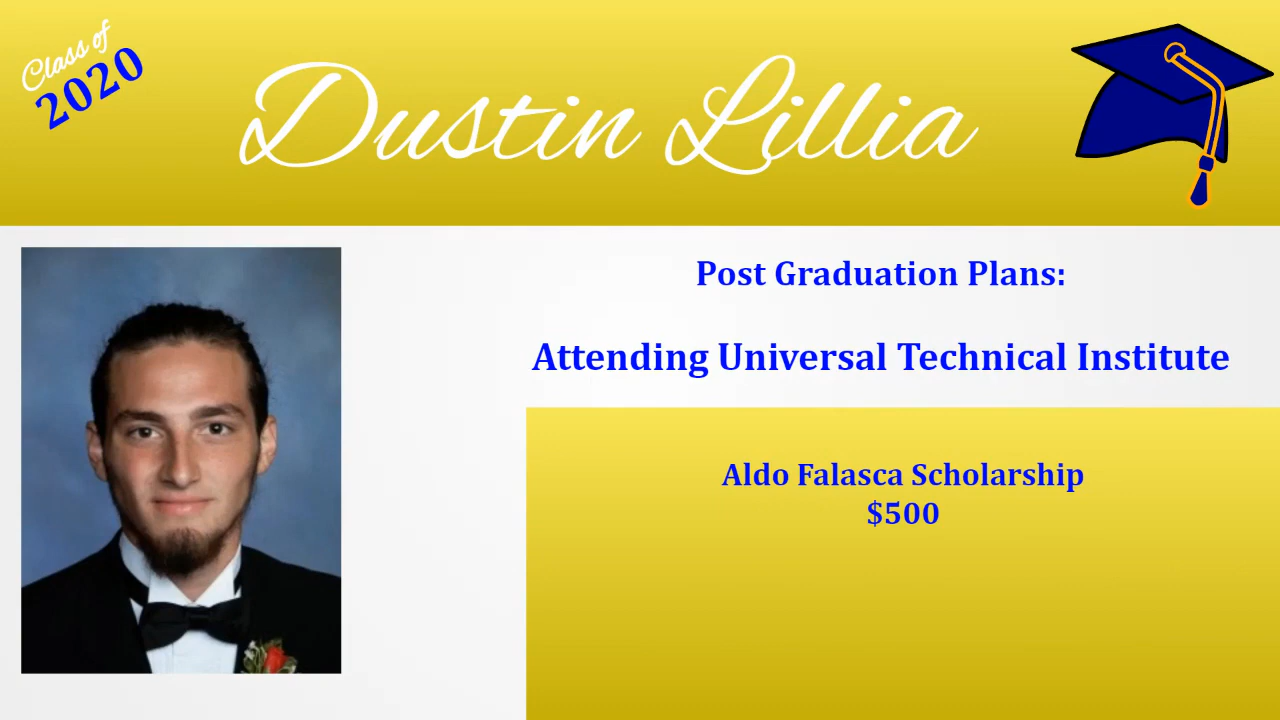 Class of
2020
Dustin Lillia
Post Graduation Plans:
Attending Universal Technical Institute
Aldo Falasca Scholarship
$500